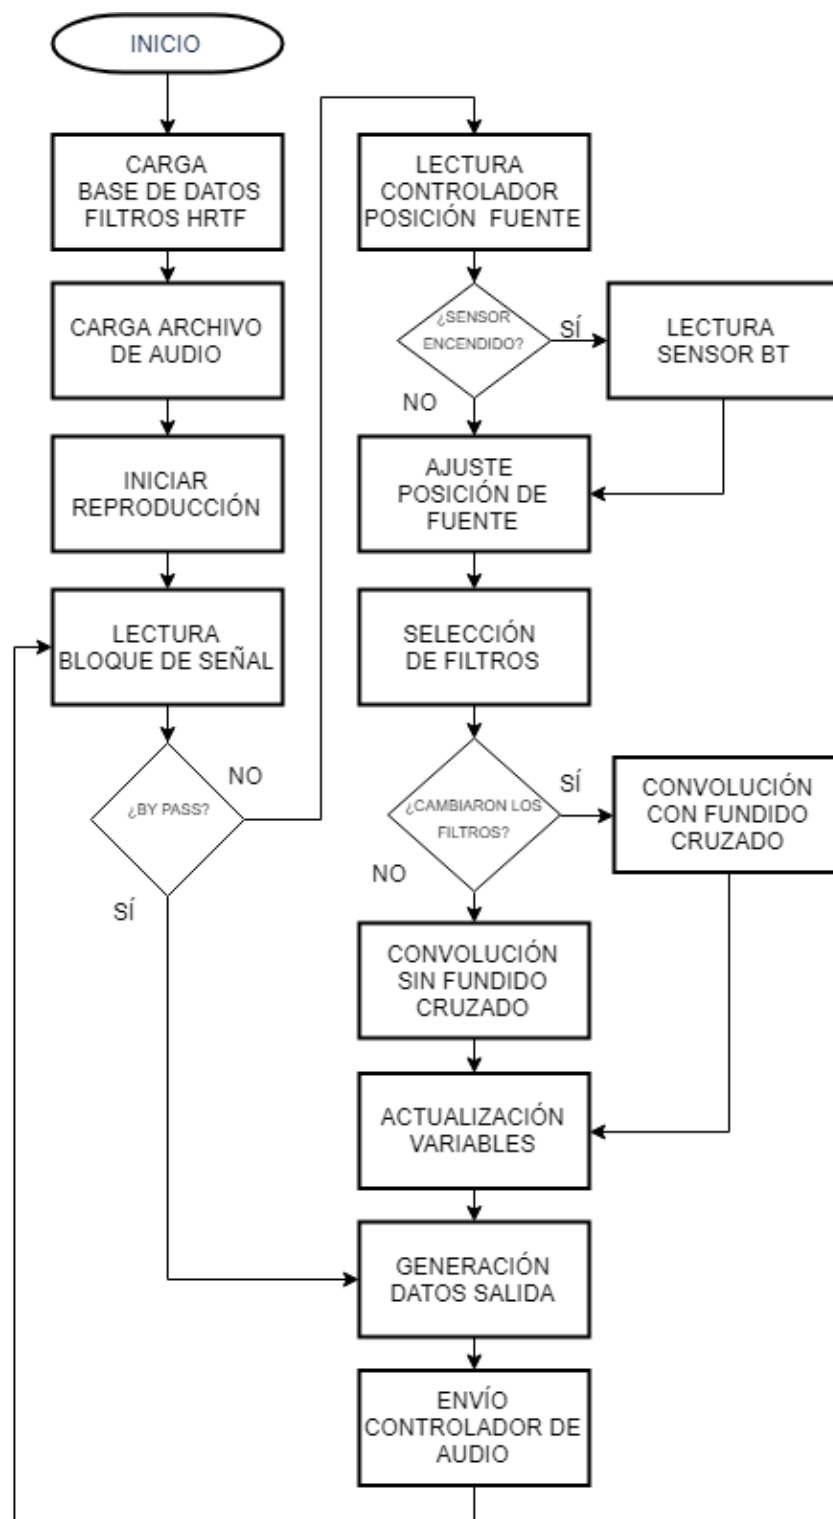 INICIO
CARGA
BASE DE DATOS
FILTROS HRTF
CARGA ARCHIVO
DE AUDIO
INICIAR
REPRODUCCIÓN
LECTURA
BLOQUE DE SEÑAL
¿BY PASS?
NO
SÍ
LECTURA
CONTROLADOR
POSICIÓN FUENTE
¿SENSOR
ENCENDIDO?
SÍ
NO
LECTURA
SENSOR BT
AJUSTE
POSICIÓN DE
FUENTE
SELECCIÓN
DE FILTROS
¿CAMBIARON LOS
FILTROS?
SÍ
NO
CONVOLUCIÓN
CON FUNDIDO
CRUZADO
CONVOLUCIÓN
SIN FUNDIDO
CRUZADO
ACTUALIZACIÓN
VARIABLES
GENERACIÓN
DATOS SALIDA
ENVÍO
CONTROLADOR DE
AUDIO